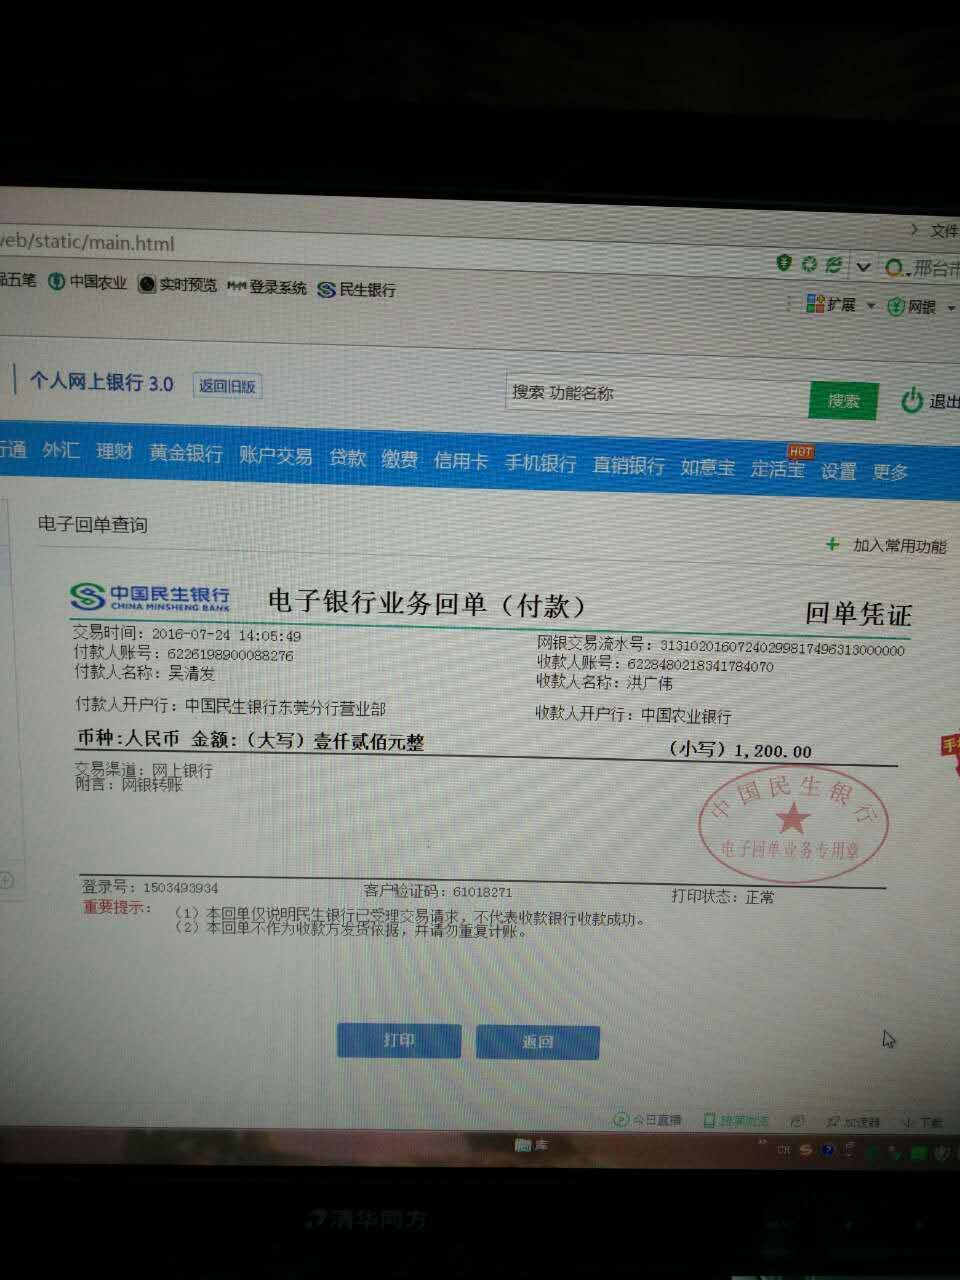 文件
web/static/main.html
邢台市
品五笔 中国农业 实时预览 登录系统 民生银行
扩展 网银
个人网上银行 3.0 返回旧版 搜索 功能名称 搜索 退出
行通 外汇 理财 黄金银行 账户交易 贷款 缴费 信用卡 手机银行 直销银行 如意宝 定活宝 HOT 设置 更多
电子回单查询
+ 加入常用功能
中国民生银行
CHINA MINSHENG BANK
电子银行业务回单（付款）
回单凭证
交易时间：2016-07-24 14:05:49
网银交易流水号：31310201607240299817496313000000
付款人账号：6226198900088276
收款人账号：6228480218341784070
付款人名称：吴清发
收款人名称：洪广伟
付款人开户行：中国民生银行东莞分行营业部
收款人开户行：中国农业银行
币种:人民币 金额:（大写）壹仟贰佰元整
（小写）1,200.00
交易渠道：网上银行
附言：网银转账
中国民生银行
电子回单业务专用章
登录号：1503493934
客户验证码：61018271
打印状态：正常
重要提示：
（1）本回单仅说明民生银行已受理交易请求，不代表收款银行收款成功。
（2）本回单不作为收款方发货依据，并请勿重复计账。
打印 返回
今日直播 跨屏浏览 加速器 下载
库
CH
清华同方